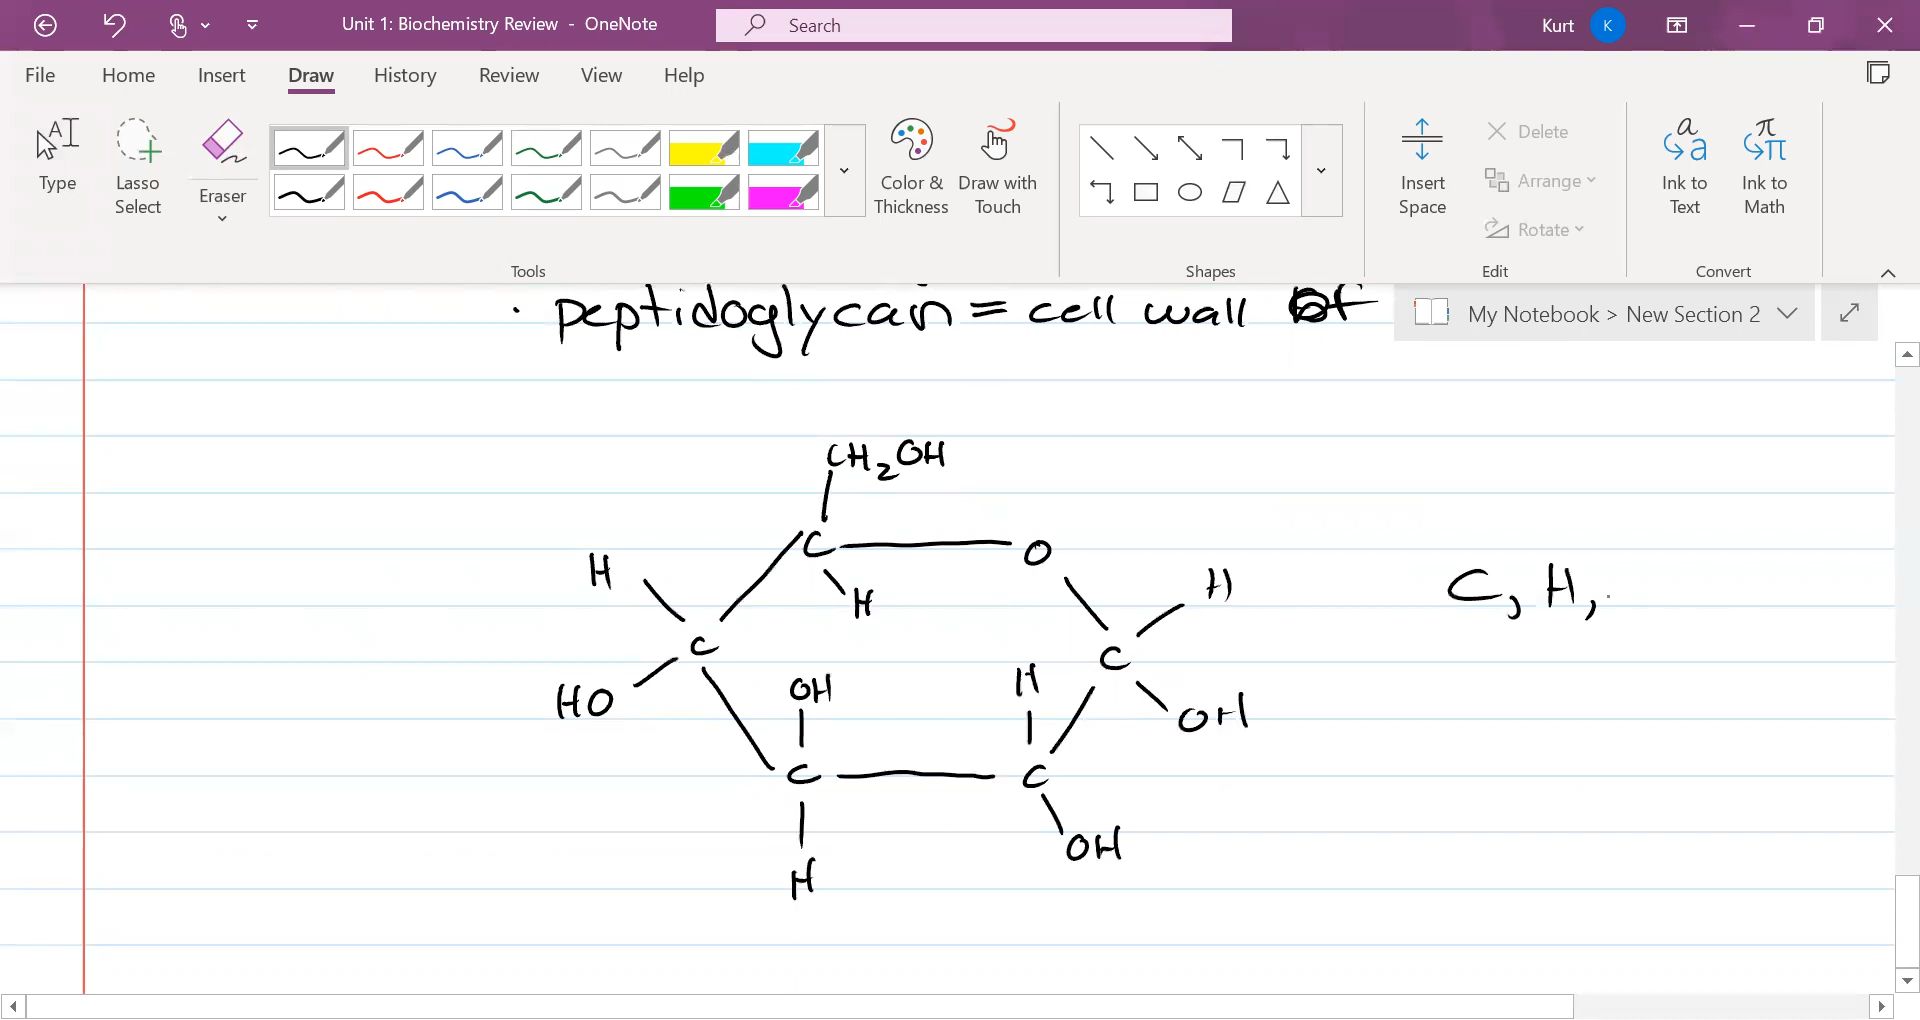 Unit 1: Biochemistry Review - OneNote
Search
Kurt K
File Home Insert Draw History Review View Help
Type
Lasso Select
Eraser
Color & Thickness
Draw with Touch
Insert Space
Delete
Arrange
Rotate
Ink to Text
Ink to Math
Tools Shapes Edit Convert
· peptidoglycan = cell wall of
My Notebook > New Section 2
CH2OH
C O
H H H
C, H,
C C
HO OH H OH
C C
OH
H